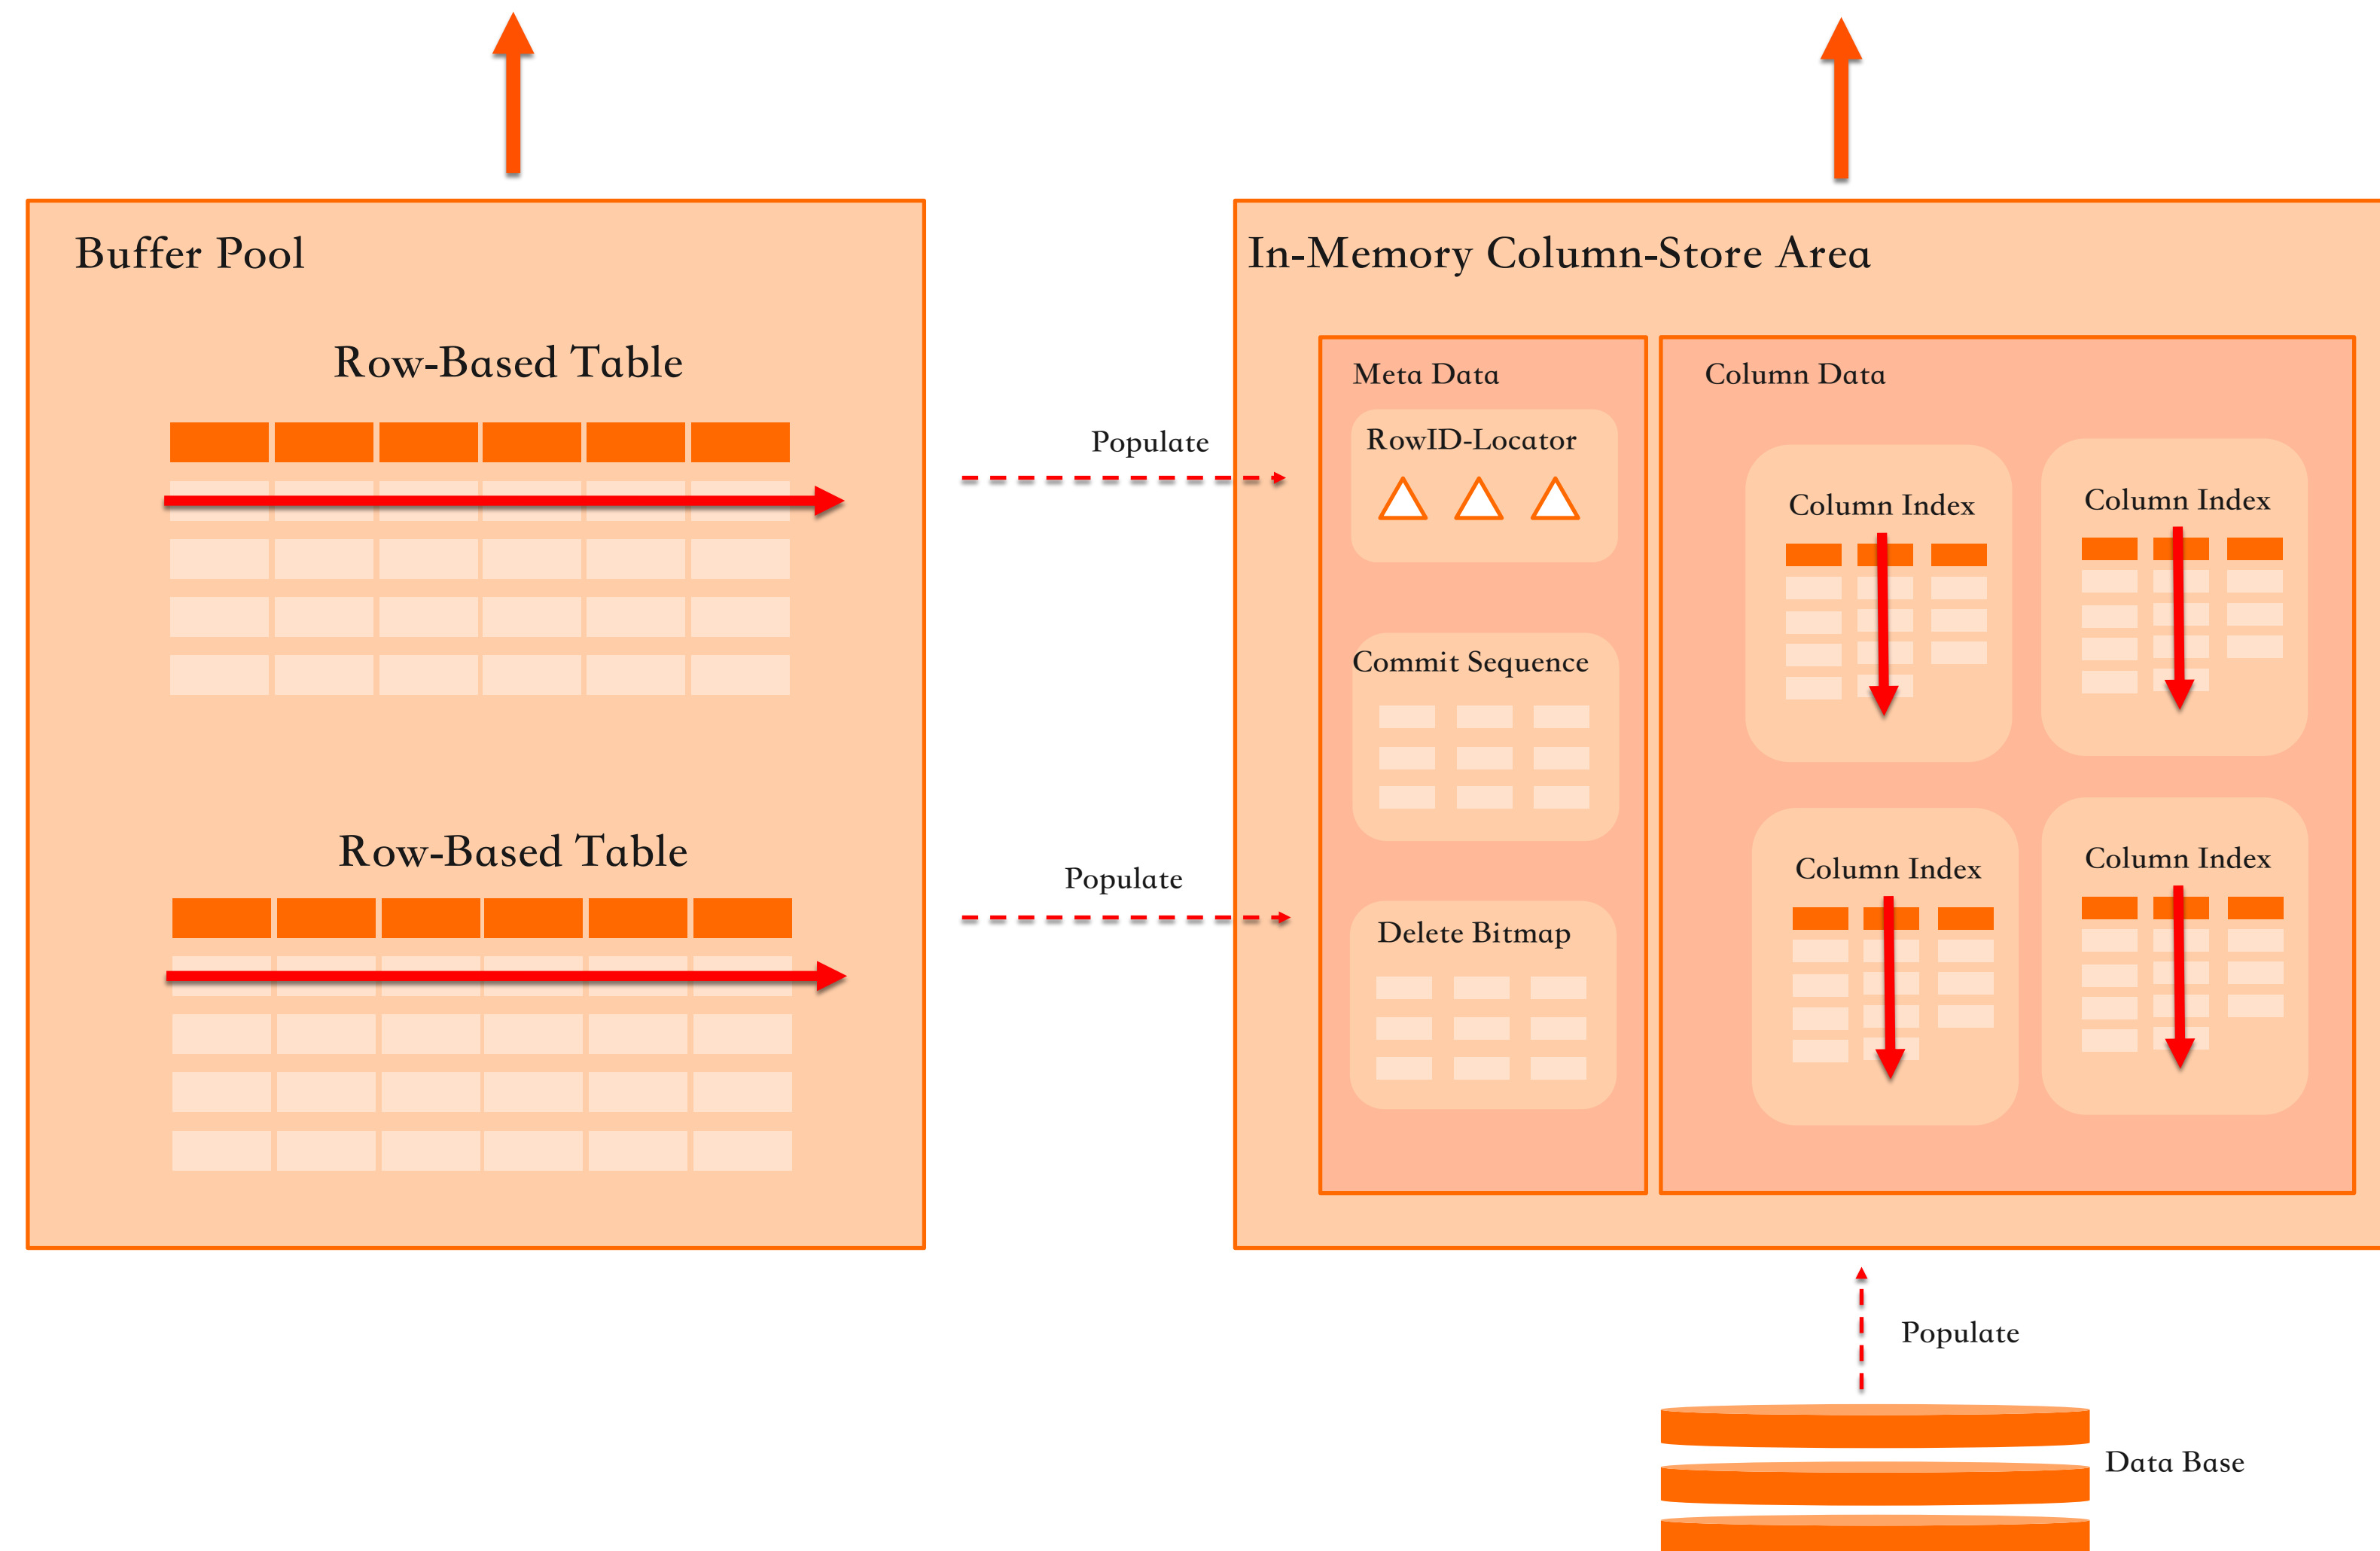 Buffer Pool
Row-Based Table
Row-Based Table
Populate
Populate
In-Memory Column-Store Area
Meta Data
RowID-Locator
Commit Sequence
Delete Bitmap
Column Data
Column Index
Column Index
Column Index
Column Index
Populate
Data Base